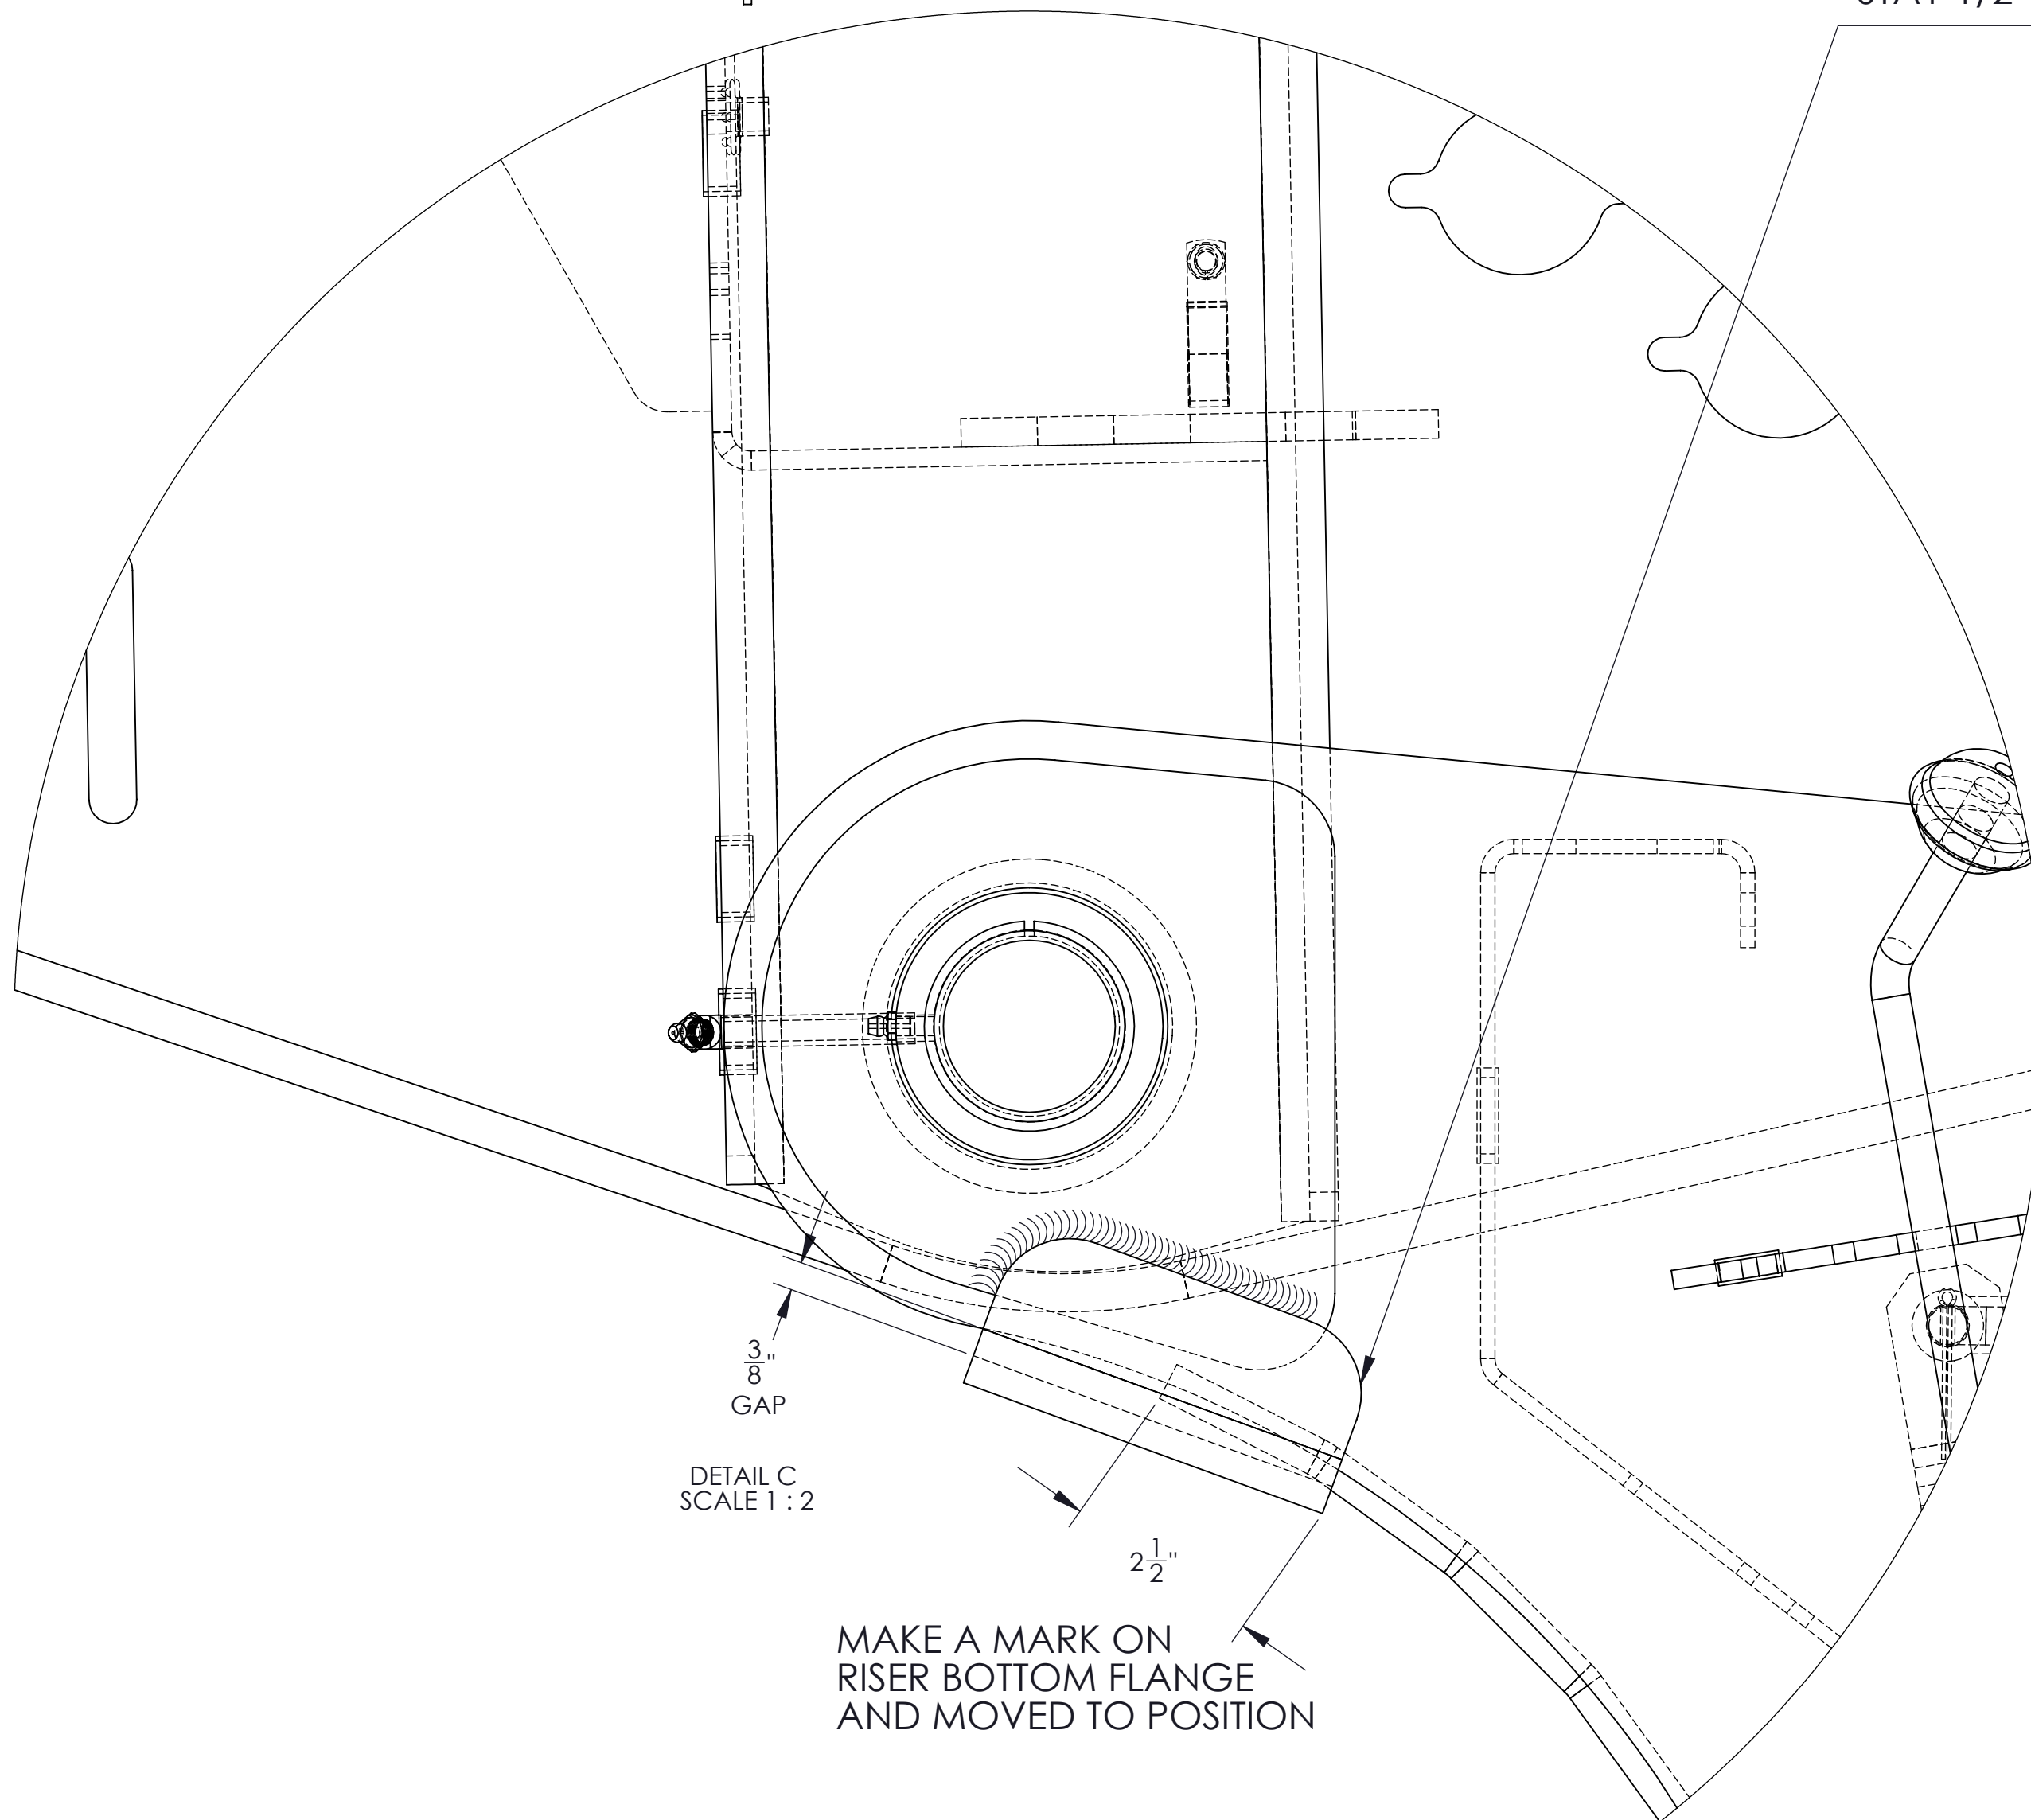 3/8"
GAP
DETAIL C
SCALE 1 : 2
2 1/2"
MAKE A MARK ON
RISER BOTTOM FLANGE
AND MOVED TO POSITION